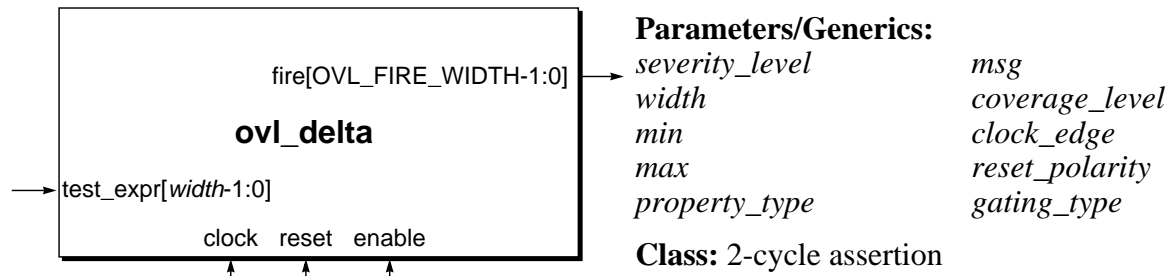 fire[OVL_FIRE_WIDTH-1:0]
ovl_delta
test_expr[width-1:0]
clock reset enable
Parameters/Generics:
severity_level msg
width coverage_level
min clock_edge
max reset_polarity
property_type gating_type
Class: 2-cycle assertion